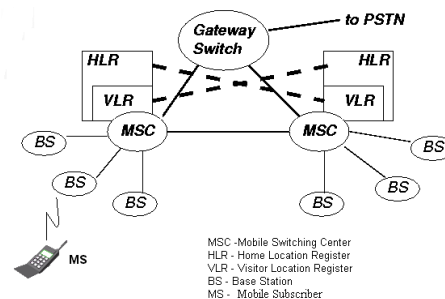 to PSTN
Gateway
Switch
HLR
HLR
VLR
VLR
MSC
MSC
BS
BS
BS
BS
BS
BS
MS
MSC -Mobile Switching Center
HLR - Home Location Register
VLR - Visitor Location Register
BS - Base Station
MS - Mobile Subscriber